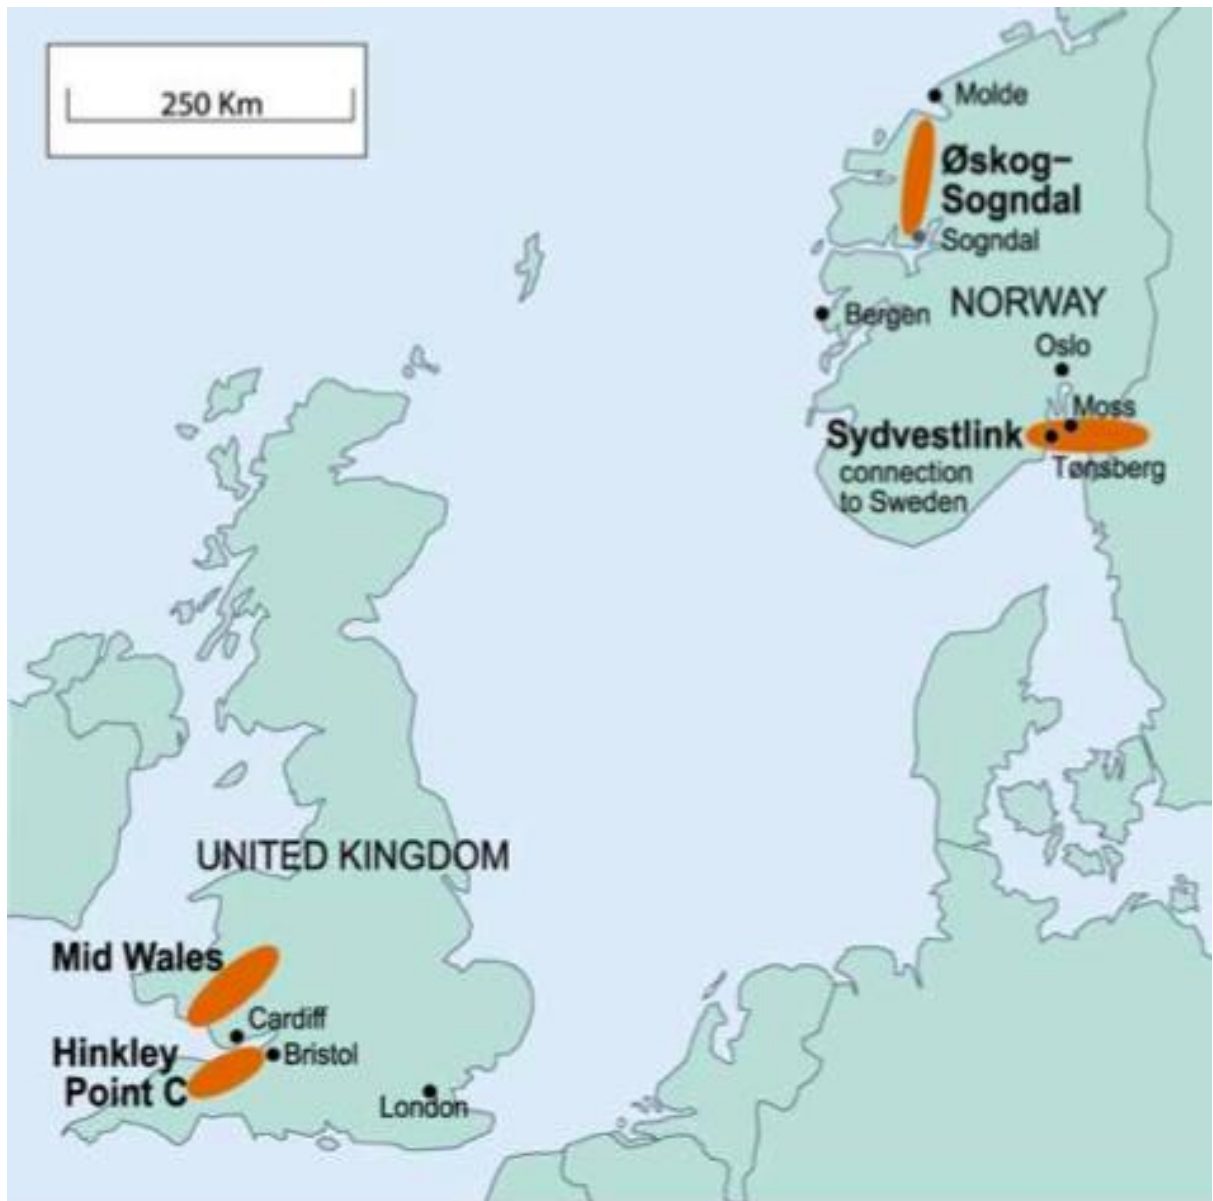 250 Km
Molde
Øskog–
Sogndal
Sogndal
Bergen
NORWAY
Oslo
Moss
Sydvestlink
connection
to Sweden
Tønsberg
UNITED KINGDOM
Mid Wales
Cardiff
Hinkley
Point C
Bristol
London